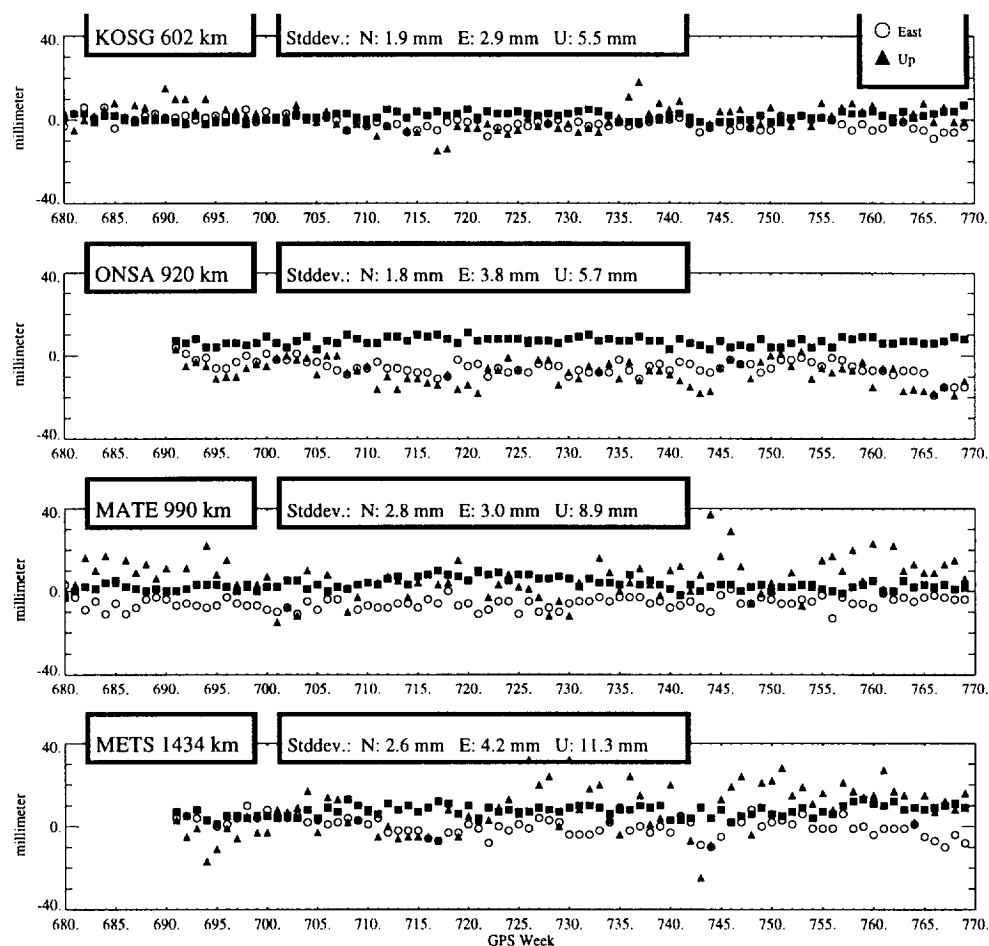 KOSG 602 km
Stddev.: N: 1.9 mm E: 2.9 mm U: 5.5 mm
East
Up
40.
0.
-40.
millimeter
680. 685. 690. 695. 700. 705. 710. 715. 720. 725. 730. 735. 740. 745. 750. 755. 760. 765. 770.
ONSA 920 km
Stddev.: N: 1.8 mm E: 3.8 mm U: 5.7 mm
40.
0.
-40.
millimeter
680. 685. 690. 695. 700. 705. 710. 715. 720. 725. 730. 735. 740. 745. 750. 755. 760. 765. 770.
MATE 990 km
Stddev.: N: 2.8 mm E: 3.0 mm U: 8.9 mm
40.
0.
-40.
millimeter
680. 685. 690. 695. 700. 705. 710. 715. 720. 725. 730. 735. 740. 745. 750. 755. 760. 765. 770.
METS 1434 km
Stddev.: N: 2.6 mm E: 4.2 mm U: 11.3 mm
40.
0.
-40.
millimeter
680. 685. 690. 695. 700. 705. 710. 715. 720. 725. 730. 735. 740. 745. 750. 755. 760. 765. 770.
GPS Week